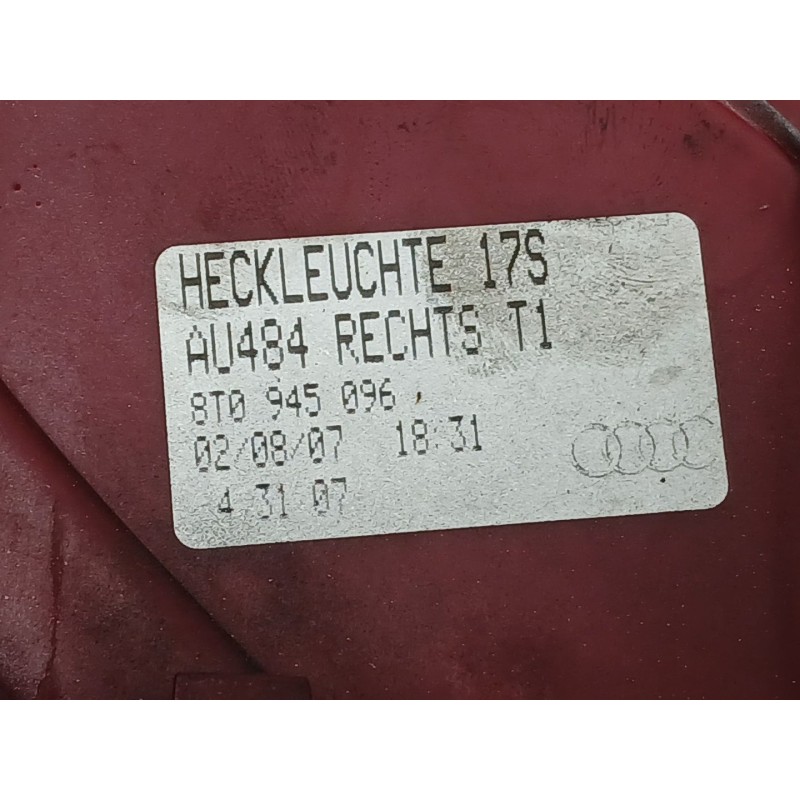 HECKLEUCHTE 17S
AU484 RECHTS T1
8T0 945 096
02/08/07 18:31
4 31 07